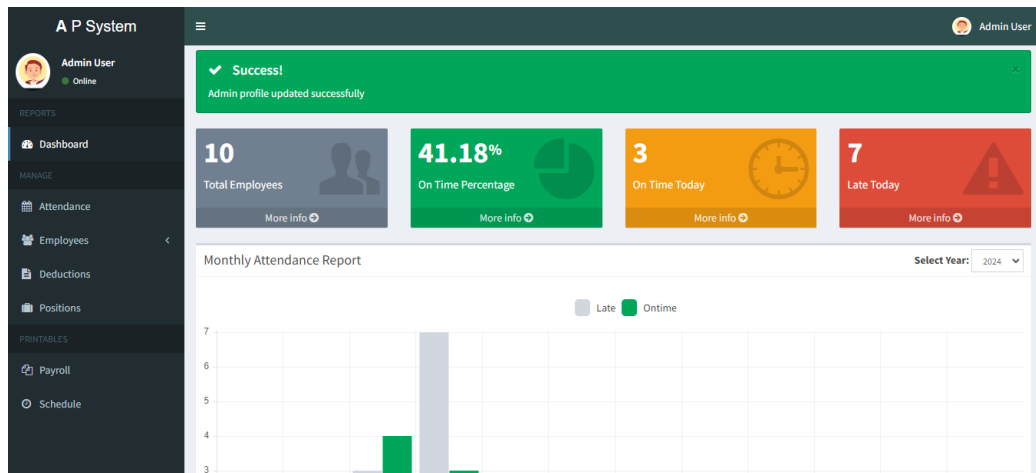 A P System
Admin User
Admin User
Online
REPORTS
Dashboard
MANAGE
Attendance
Employees
Deductions
Positions
PRINTABLES
Payroll
Schedule
Success!
×
Admin profile updated successfully
10
Total Employees
More info
41.18%
On Time Percentage
More info
3
On Time Today
More info
7
Late Today
More info
Monthly Attendance Report
Select Year: 2024
Late Ontime
7
6
5
4
3